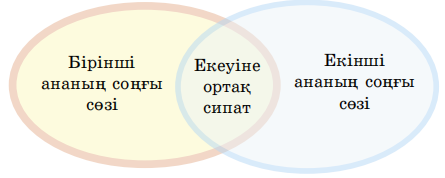 Бірінші
ананың соңғы
сөзі
Екеуіне
ортақ
сипат
Екінші
ананың соңғы
сөзі